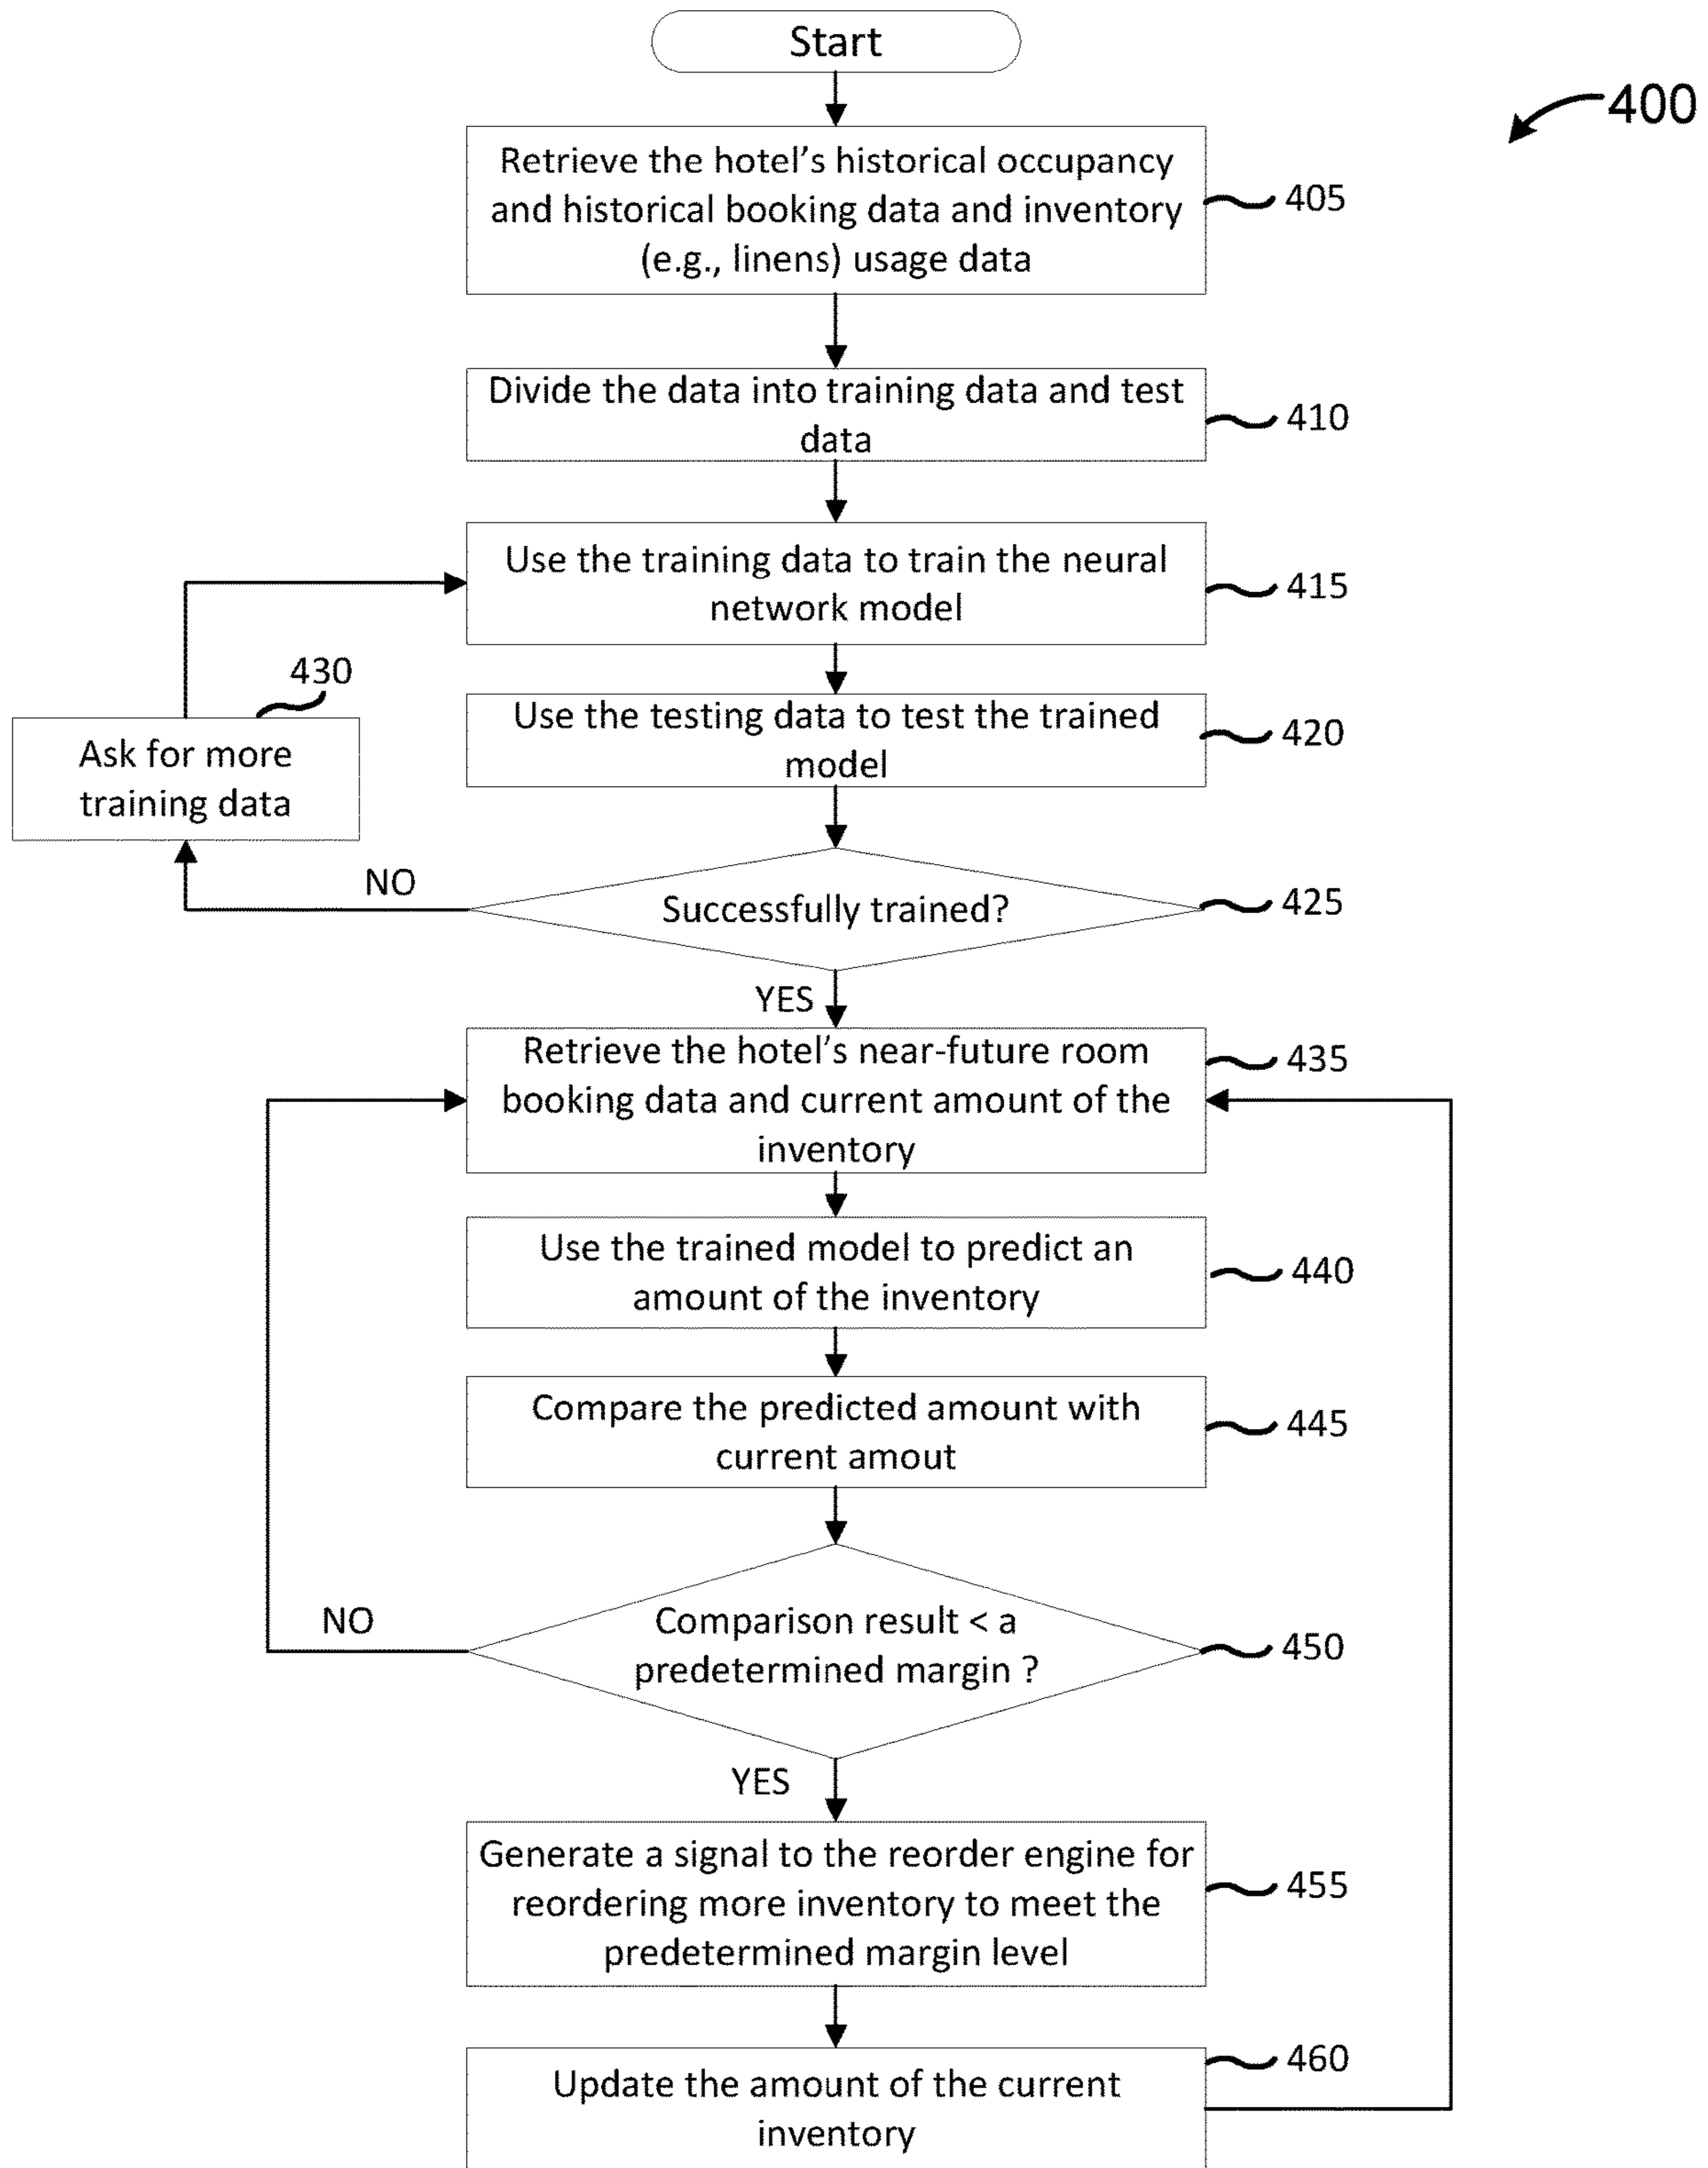 Start
400
Retrieve the hotel’s historical occupancy
and historical booking data and inventory
(e.g., linens) usage data
405
Divide the data into training data and test
data
410
Use the training data to train the neural
network model
415
430
Ask for more
training data
Use the testing data to test the trained
model
420
NO
Successfully trained?
425
YES
Retrieve the hotel’s near-future room
booking data and current amount of the
inventory
435
Use the trained model to predict an
amount of the inventory
440
Compare the predicted amount with
current amout
445
NO
Comparison result < a
predetermined margin ?
450
YES
Generate a signal to the reorder engine for
reordering more inventory to meet the
predetermined margin level
455
Update the amount of the current
inventory
460